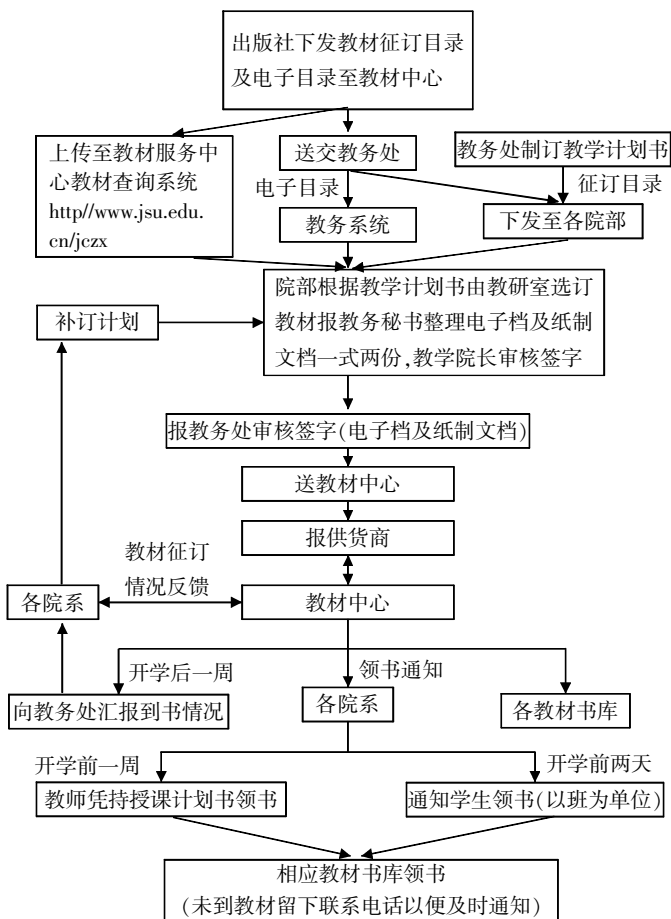 出版社下发教材征订目录
及电子目录至教材中心
上传至教材服务中
心教材查询系统
http//www.jsu.edu.
cn/jczx
送交教务处
教务处制订教学计划书
电子目录
征订目录
教务系统
下发至各院部
院部根据教学计划书由教研室选订
教材报教务秘书整理电子档及纸制
文档一式两份,教学院长审核签字
补订计划
报教务处审核签字(电子档及纸制文档)
送教材中心
报供货商
教材征订
情况反馈
各院系
教材中心
开学后一周
领书通知
向教务处汇报到书情况
各院系
各教材书库
开学前一周
开学前两天
教师凭持授课计划书领书
通知学生领书(以班为单位)
相应教材书库领书
(未到教材留下联系电话以便及时通知)